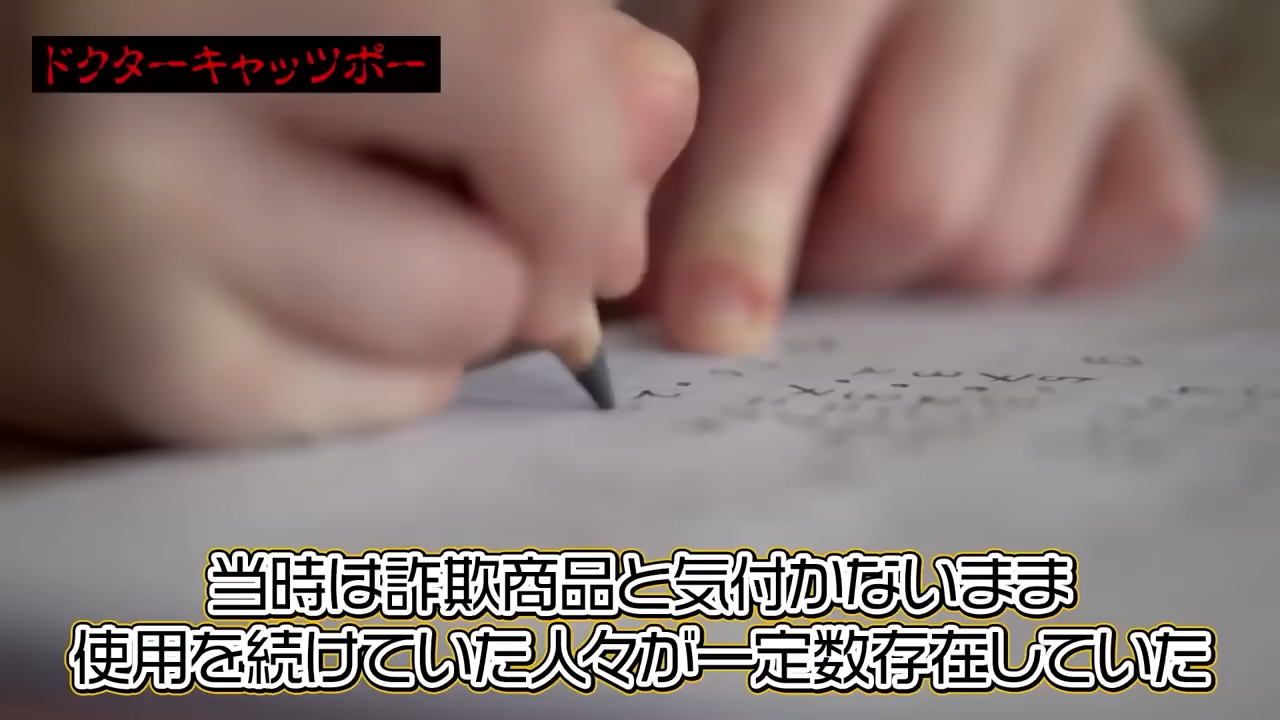 ドクターキャッツポー
当時は詐欺商品と気付かないまま
使用を続けていた人々が一定数存在していた